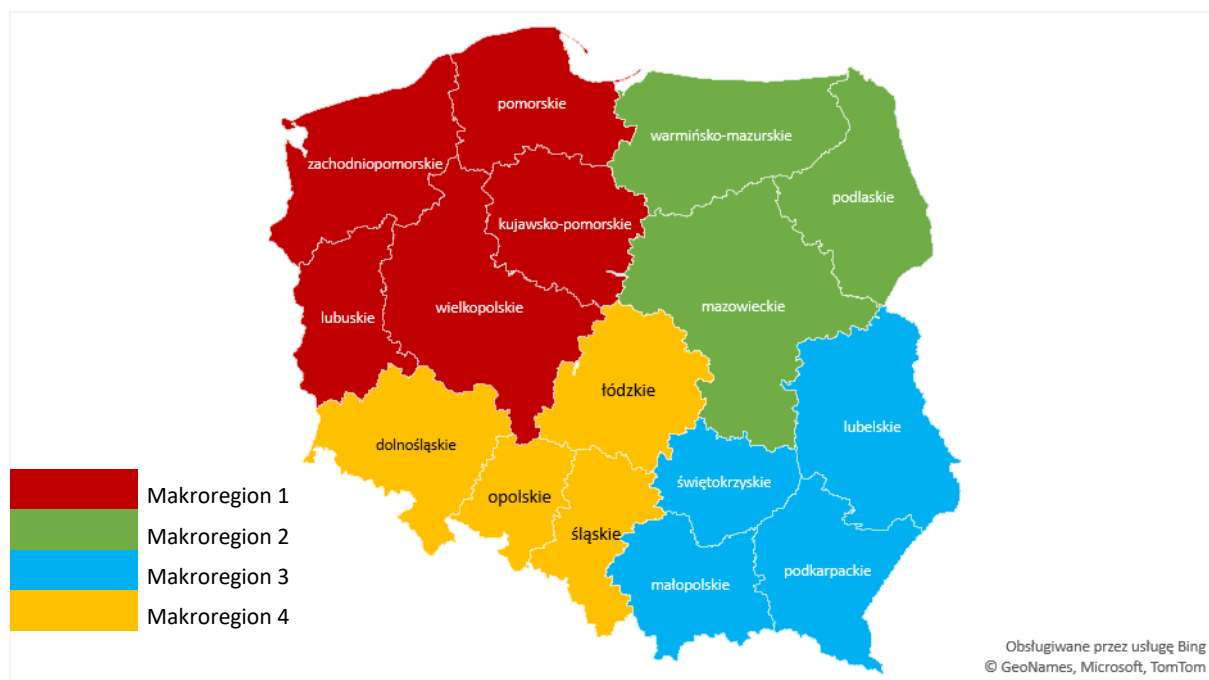 pomorskie
warmińsko-mazurskie
zachodniopomorskie
podlaskie
kujawsko-pomorskie
mazowieckie
wielkopolskie
lubuskie
łódzkie
lubelskie
dolnośląskie
świętokrzyskie
opolskie
śląskie
podkarpackie
małopolskie
Makroregion 1
Makroregion 2
Makroregion 3
Makroregion 4
Obsługiwane przez usługę Bing
© GeoNames, Microsoft, TomTom